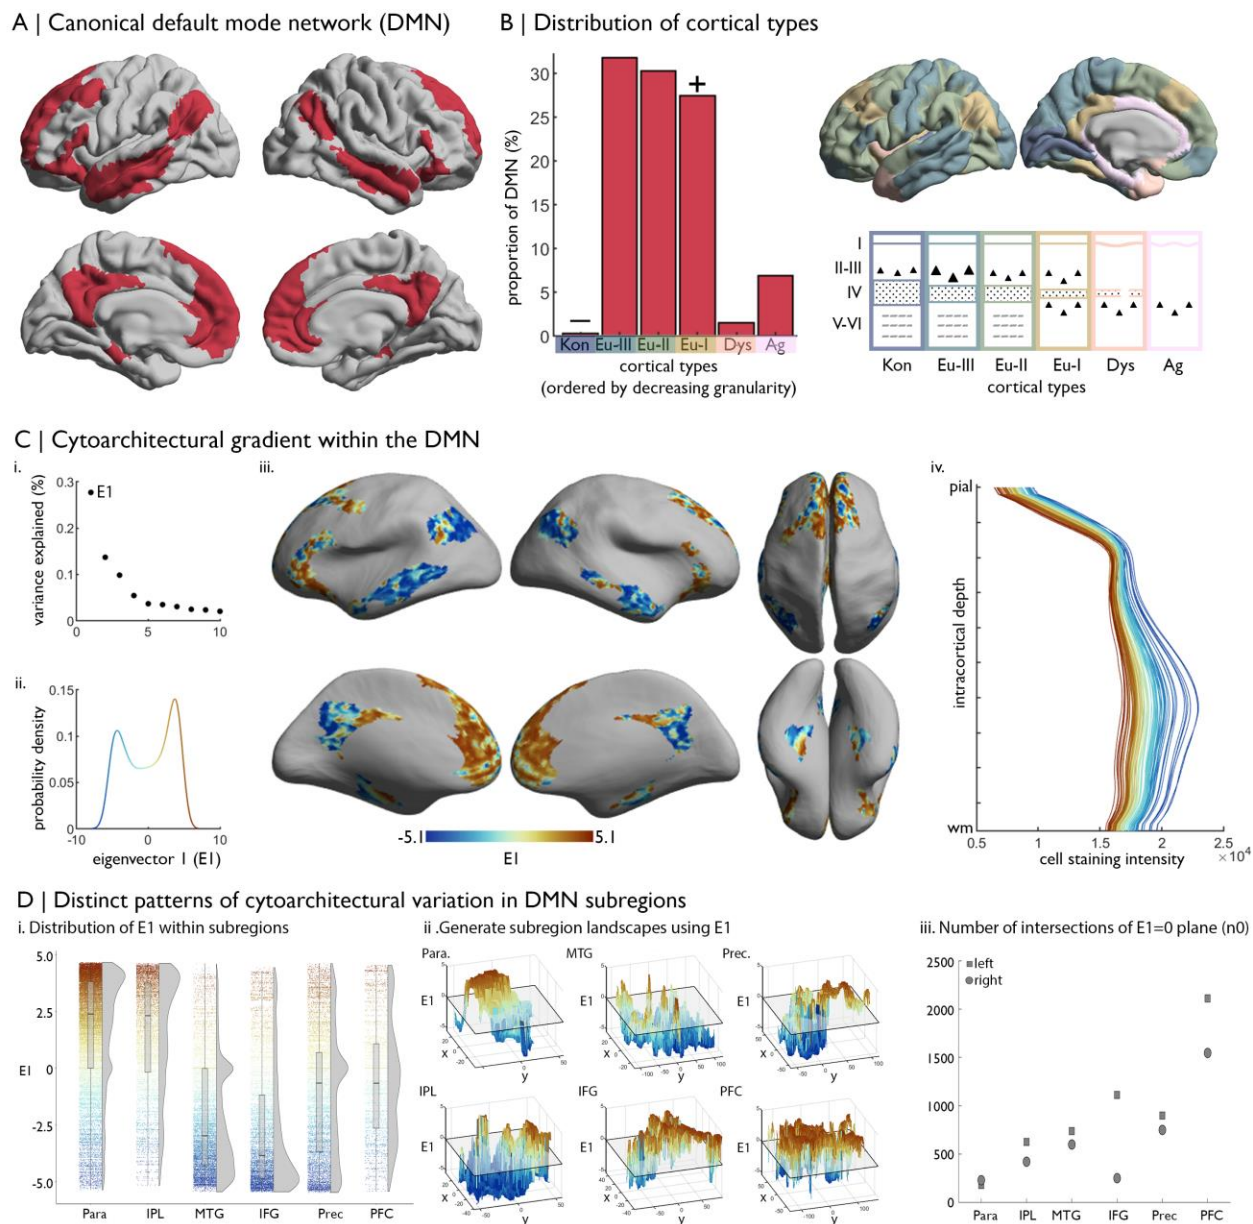 A | Canonical default mode network (DMN)
B | Distribution of cortical types
proportion of DMN (%)
30
25
20
15
10
5
0
+
–
Kon Eu-III Eu-II Eu-I Dys Ag
cortical types
(ordered by decreasing granularity)
I
II-III
IV
V-VI
Kon Eu-III Eu-II Eu-I Dys Ag
cortical types
C | Cytoarchitectural gradient within the DMN
i.
variance explained (%)
0.3
0.2
0.1
0
E1
0 5 10
ii.
probability density
0.15
0.1
0.05
0
-10 0 10
eigenvector 1 (E1)
iii.
-5.1 5.1
E1
iv.
pial
intracortical depth
wm
0.5 1 1.5 2 2.5
cell staining intensity × 10⁴
D | Distinct patterns of cytoarchitectural variation in DMN subregions
i. Distribution of E1 within subregions
5.0
2.5
E1 0
-2.5
-5.0
Para IPL MTG IFG Prec PFC
ii .Generate subregion landscapes using E1
Para. MTG Prec.
E1 E1 E1
x y x y x y
IPL IFG PFC
E1 E1 E1
x y x y x y
iii. Number of intersections of E1=0 plane (n0)
2500
left
right
2000
1500
1000
500
0
Para IPL MTG IFG Prec PFC